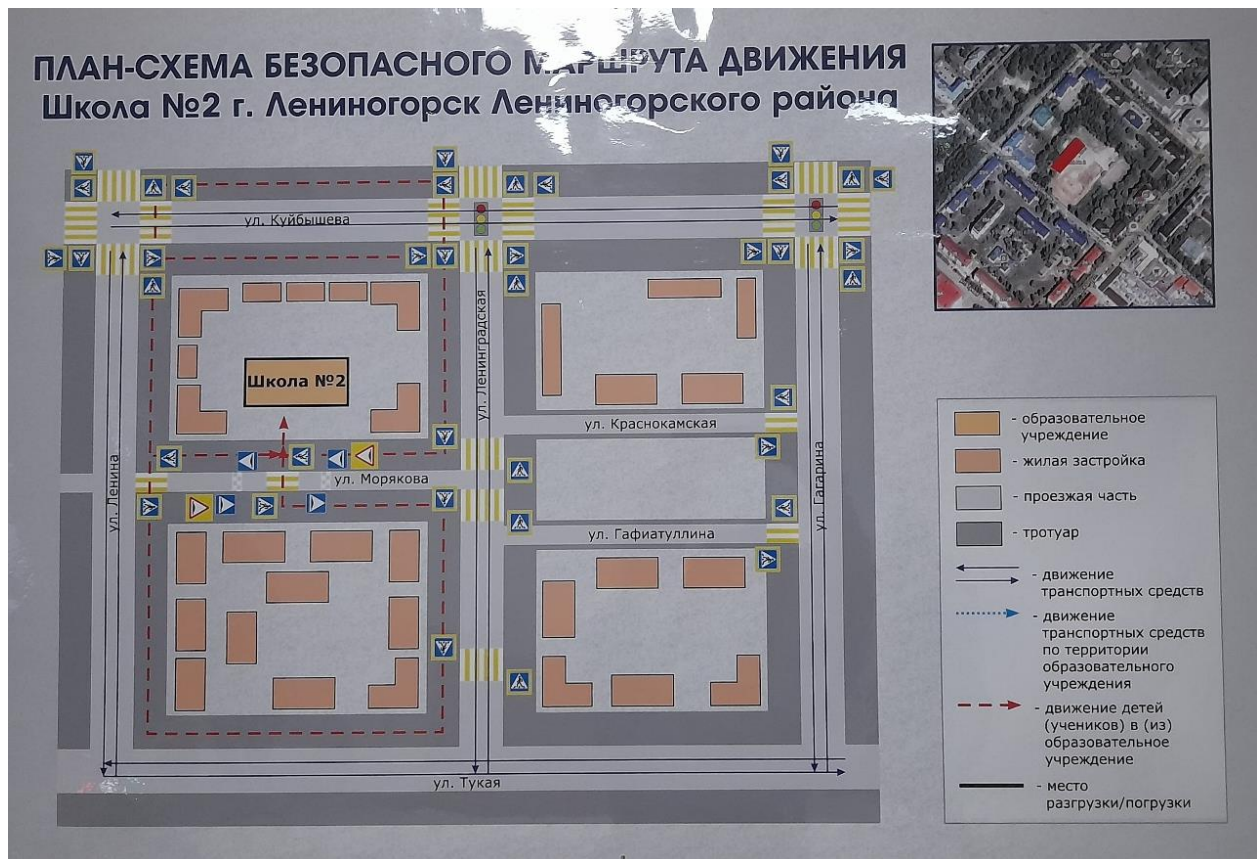 ПЛАН-СХЕМА БЕЗОПАСНОГО МАРШРУТА ДВИЖЕНИЯ
Школа №2 г. Лениногорск Лениногорского района
ул. Куйбышева
ул. Ленинградская
Школа №2
ул. Краснокамская
ул. Морякова
ул. Ленина
ул. Гагарина
ул. Гафиатуллина
ул. Тукая
- образовательное
учреждение
- жилая застройка
- проезжая часть
- тротуар
- движение
транспортных средств
- движение
транспортных средств
по территории
образовательного
учреждения
- движение детей
(учеников) в (из)
образовательное
учреждение
- место
разгрузки/погрузки